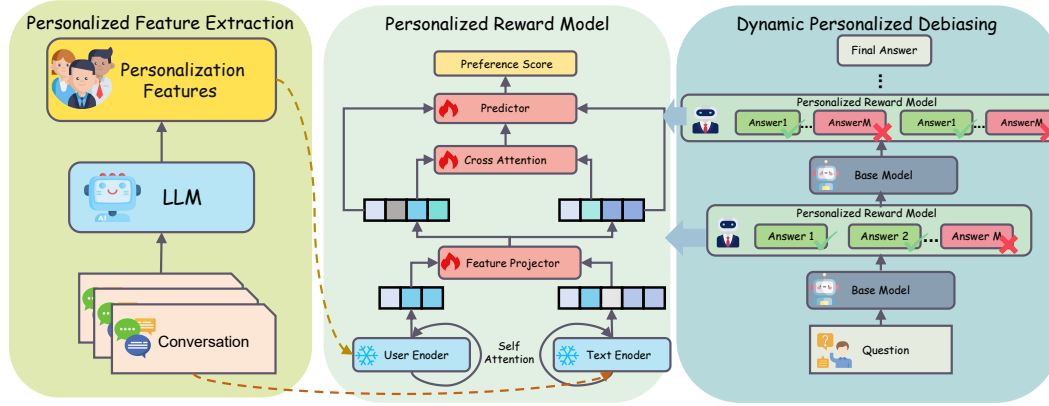 Personalized Feature Extraction
Personalization
Features
LLM
AI
Conversation
Personalized Reward Model
Preference Score
Predictor
Cross Attention
Feature Projector
Self
Attention
User Enoder
Text Enoder
Dynamic Personalized Debiasing
Final Answer
Personalized Reward Model
Answer1
...
AnswerM
Answer1
...
AnswerM
Base Model
Personalized Reward Model
Answer 1
Answer 2
...
Answer M
Base Model
Question